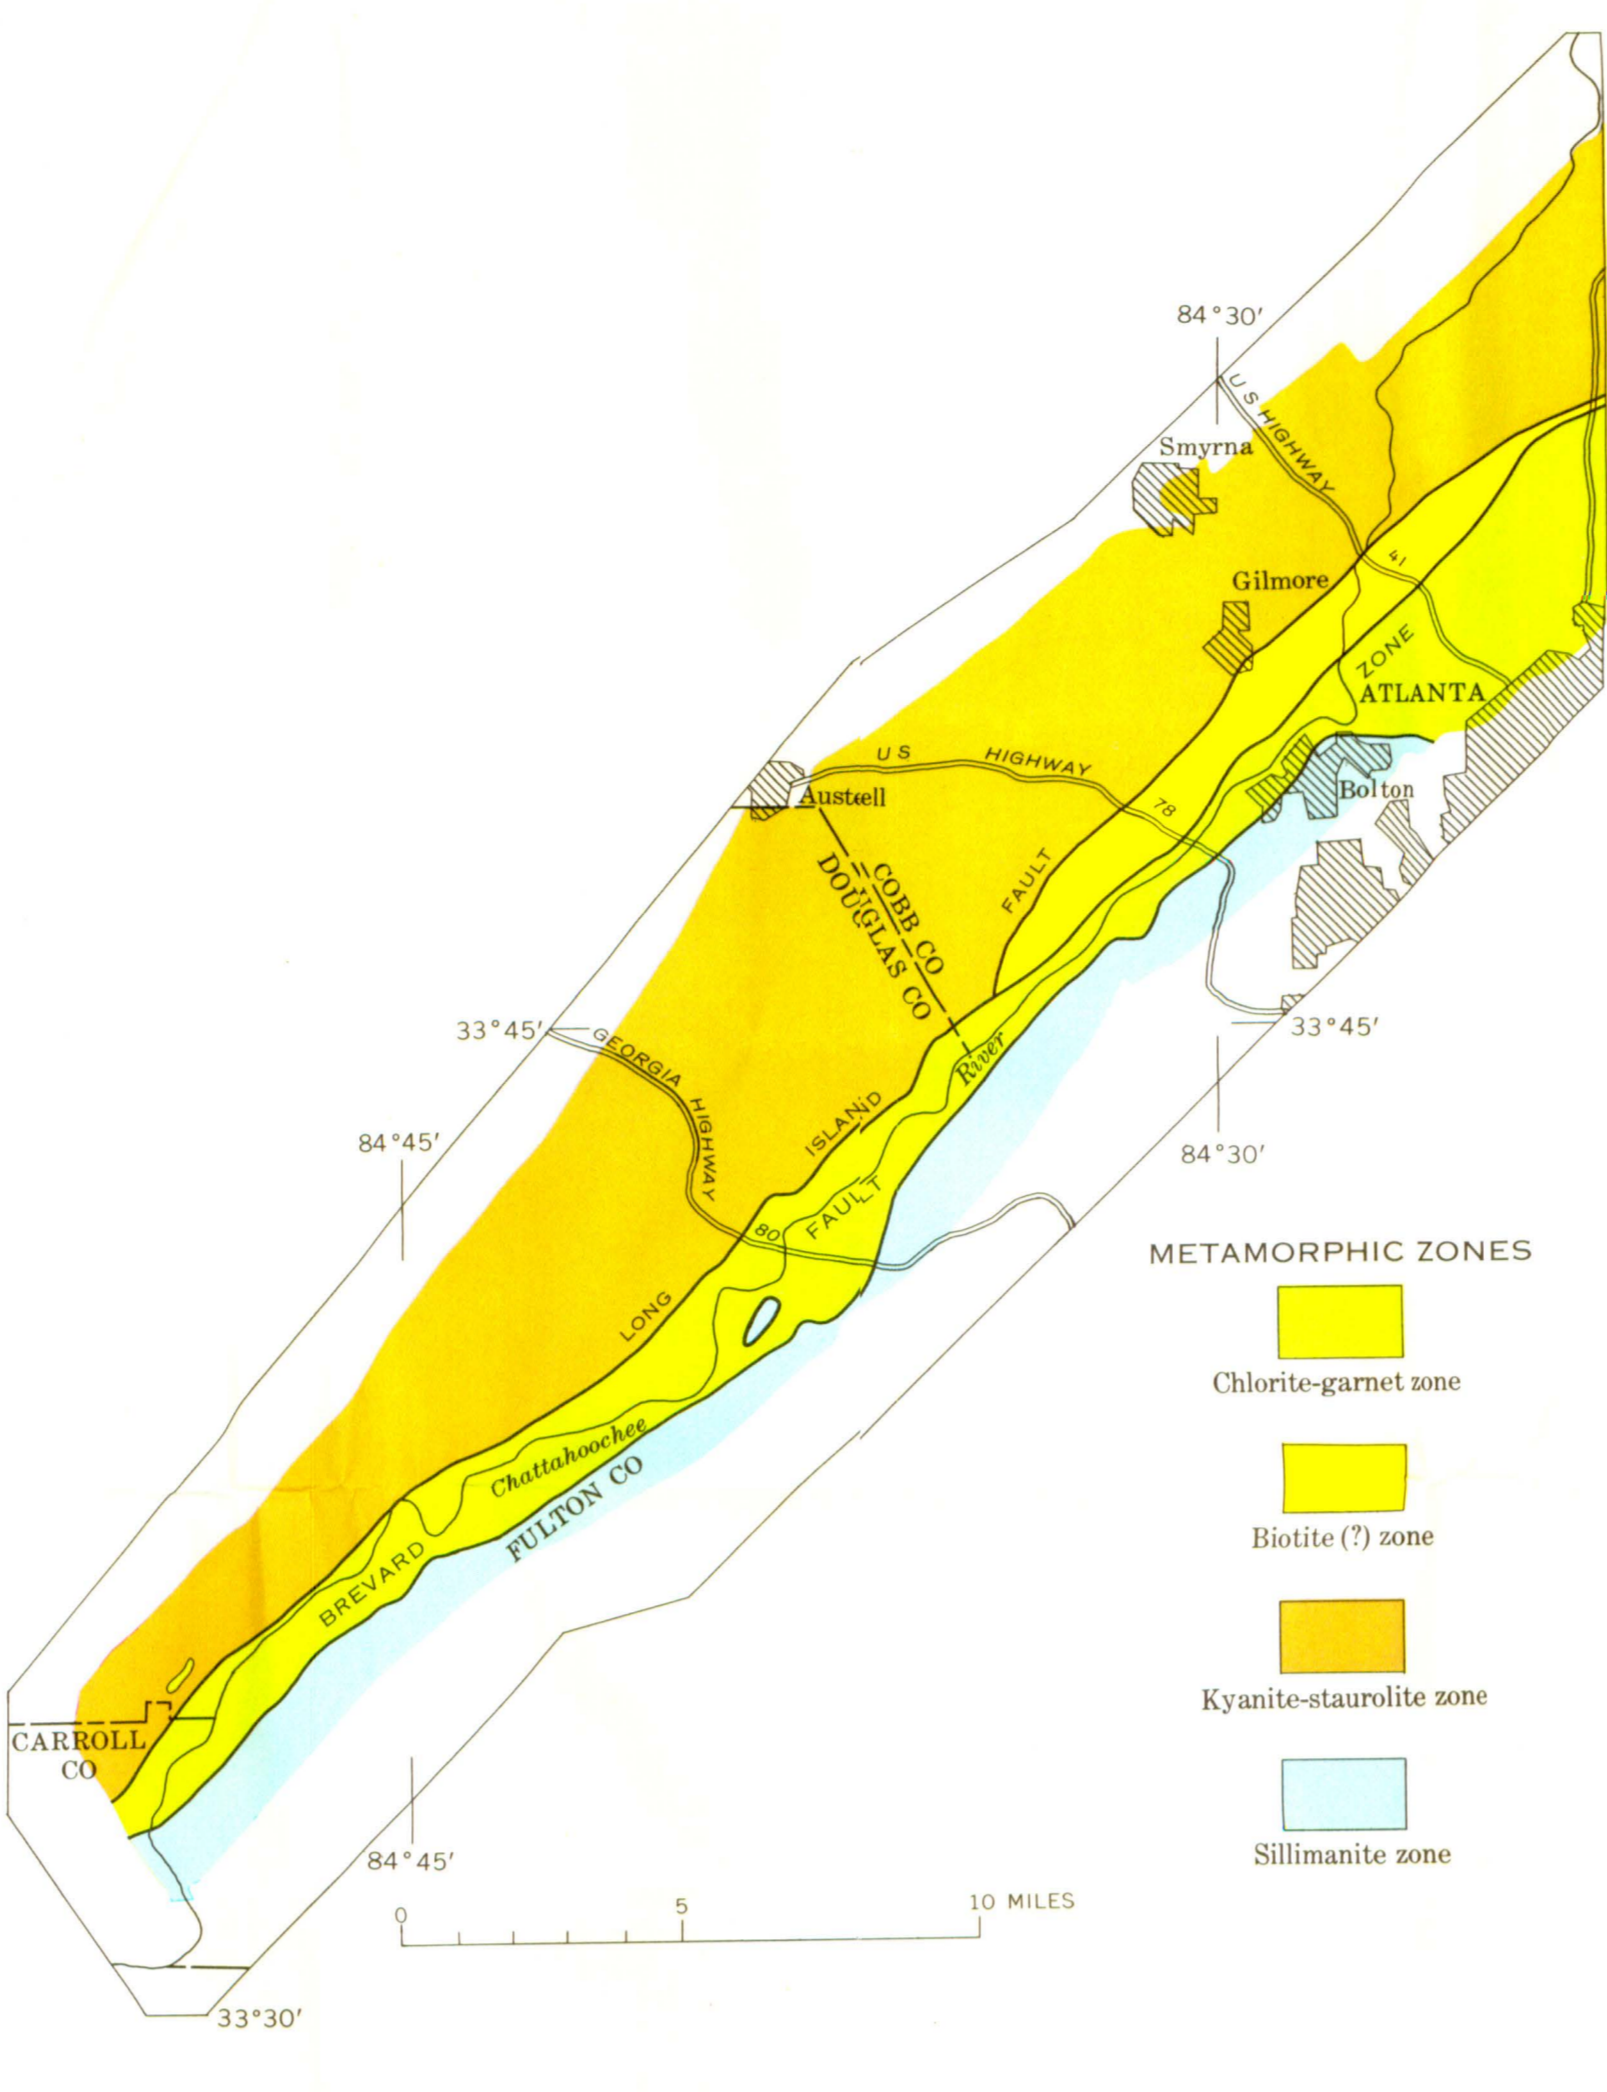 84°30′
US HIGHWAY
41
Smyrna
Gilmore
ZONE
ATLANTA
US HIGHWAY
78
Austell
Bolton
COBB CO
DOUGLAS CO
FAULT
33°45′
GEORGIA HIGHWAY
80
River
33°45′
84°45′
ISLAND
84°30′
FAULT
LONG
Chattahoochee
FULTON CO
BREVARD
CARROLL
CO
84°45′
33°30′
METAMORPHIC ZONES
Chlorite-garnet zone
Biotite (?) zone
Kyanite-staurolite zone
Sillimanite zone
0 5 10 MILES